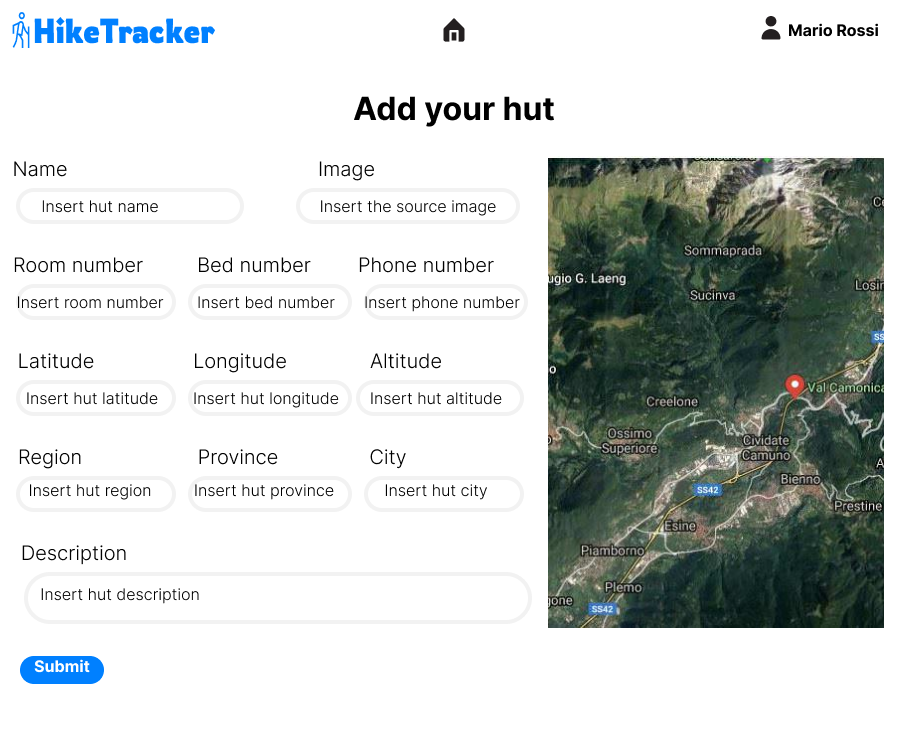 HikeTracker
Mario Rossi
Add your hut
Name
Image
Insert hut name
Insert the source image
Room number
Bed number
Phone number
Insert room number
Insert bed number
Insert phone number
Latitude
Longitude
Altitude
Insert hut latitude
Insert hut longitude
Insert hut altitude
Region
Province
City
Insert hut region
Insert hut province
Insert hut city
Description
Insert hut description
Submit
Sommaprada
ugio G. Laeng
Sucinva
Losin
SS
Val Camonica
Creelone
Ossimo
Superiore
Cividate
Camuno
Bienno
SS42
Prestine
Esine
Piamborno
Plemo
gone
SS42